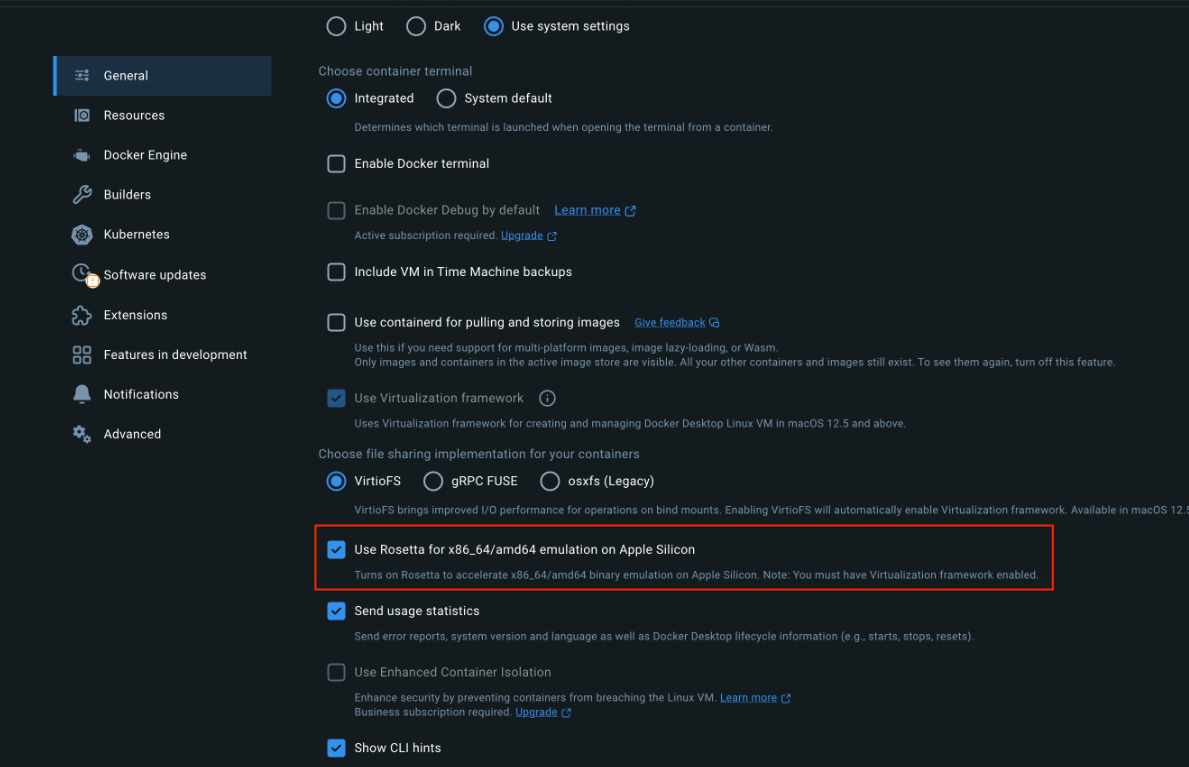 Light Dark Use system settings
General
Resources
Docker Engine
Builders
Kubernetes
Software updates
Extensions
Features in development
Notifications
Advanced
Choose container terminal
Integrated System default
Determines which terminal is launched when opening the terminal from a container.
Enable Docker terminal
Enable Docker Debug by default Learn more
Active subscription required. Upgrade
Include VM in Time Machine backups
Use containerd for pulling and storing images Give feedback
Use this if you need support for multi-platform images, image lazy-loading, or Wasm.
Only images and containers in the active image store are visible. All your other containers and images still exist. To see them again, turn off this feature.
Use Virtualization framework
Uses Virtualization framework for creating and managing Docker Desktop Linux VM in macOS 12.5 and above.
Choose file sharing implementation for your containers
VirtioFS gRPC FUSE osxfs (Legacy)
VirtioFS brings improved I/O performance for operations on bind mounts. Enabling VirtioFS will automatically enable Virtualization framework. Available in macOS 12.5
Use Rosetta for x86_64/amd64 emulation on Apple Silicon
Turns on Rosetta to accelerate x86_64/amd64 binary emulation on Apple Silicon. Note: You must have Virtualization framework enabled.
Send usage statistics
Send error reports, system version and language as well as Docker Desktop lifecycle information (e.g., starts, stops, resets).
Use Enhanced Container Isolation
Enhance security by preventing containers from breaching the Linux VM. Learn more
Business subscription required. Upgrade
Show CLI hints